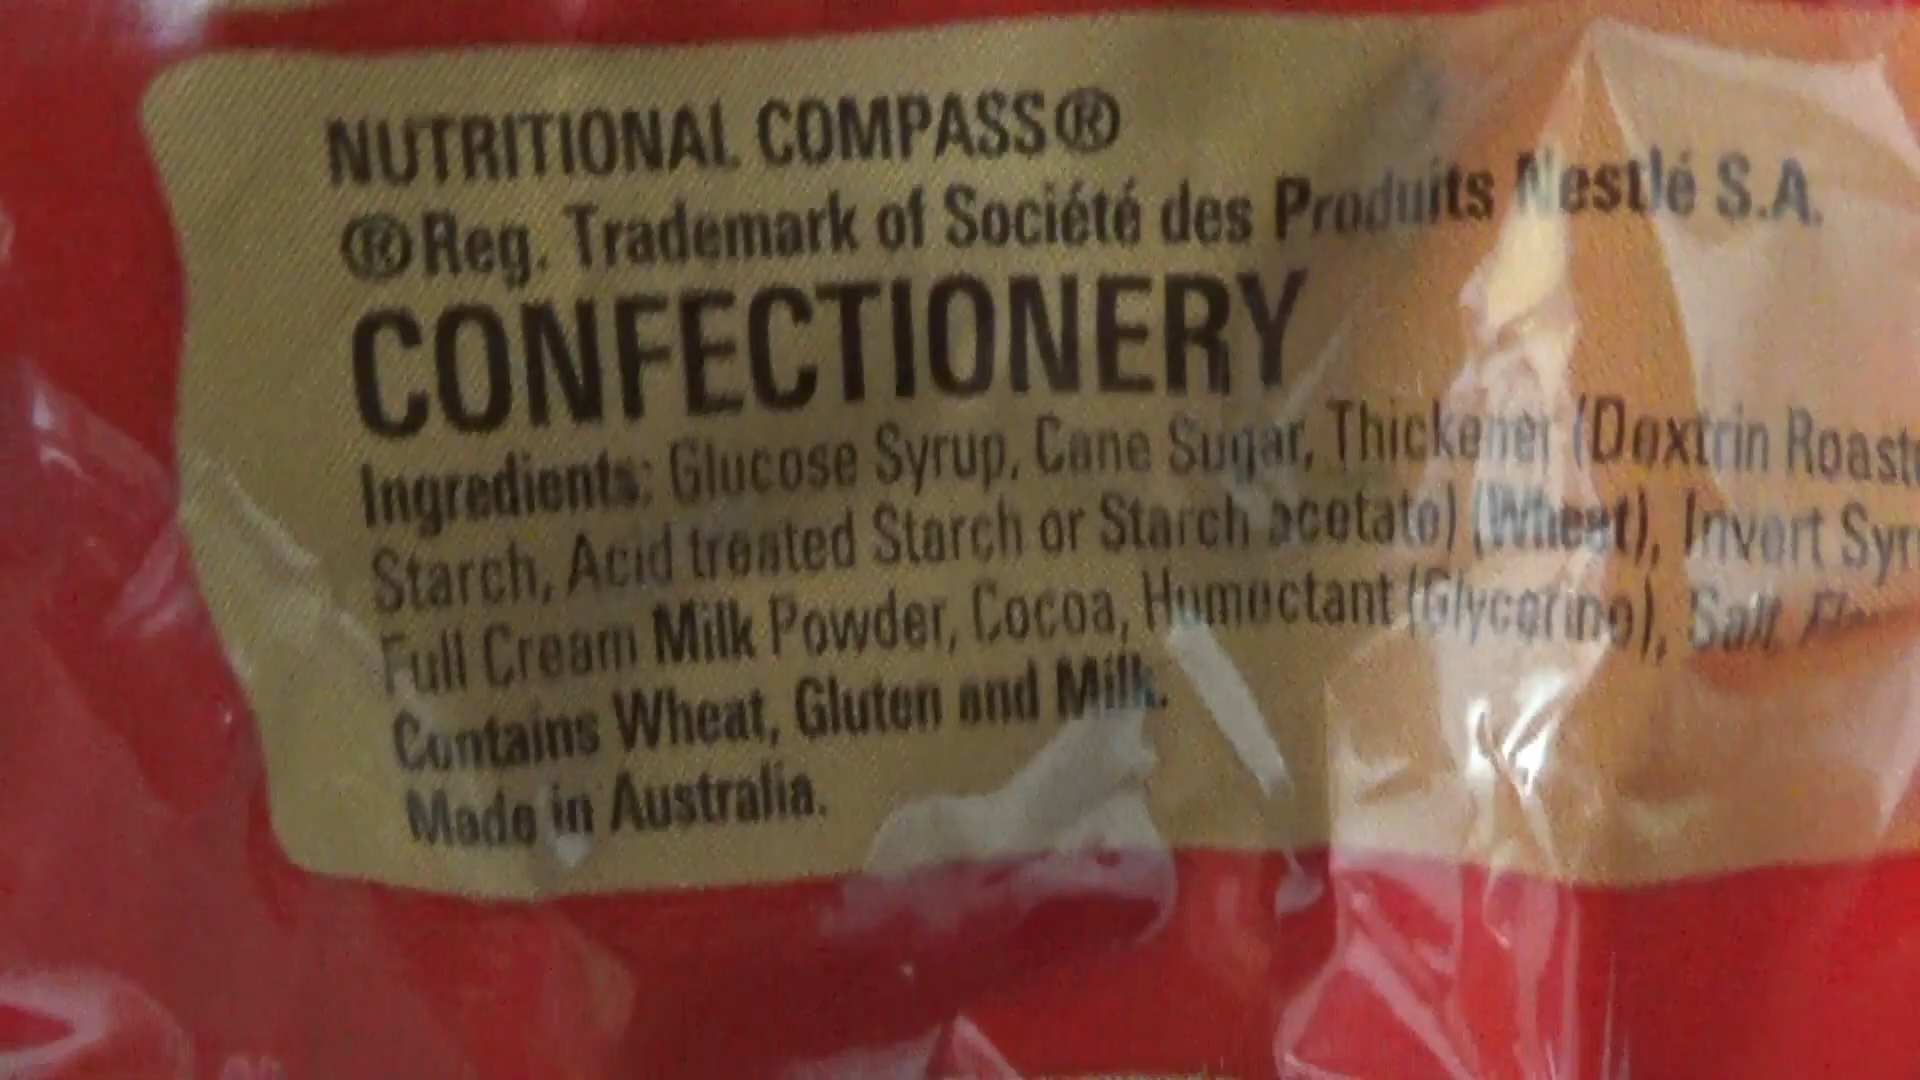 NUTRITIONAL COMPASS®
®Reg. Trademark of Société des Produits Nestlé S.A.
CONFECTIONERY
Ingredients: Glucose Syrup, Cane Sugar, Thickener (Dextrin Roasted
Starch, Acid treated Starch or Starch acetate) (Wheat), Invert
Full Cream Milk Powder, Cocoa, Humectant (Glycerine), Salt,
Contains Wheat, Gluten and Milk.
Made in Australia.